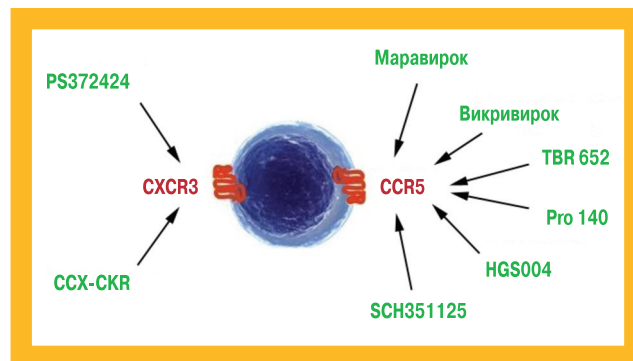 PS372424
CXCR3
CCX-CKR
Маравирок
Викривирок
TBR 652
CCR5
Pro 140
HGS004
SCH351125